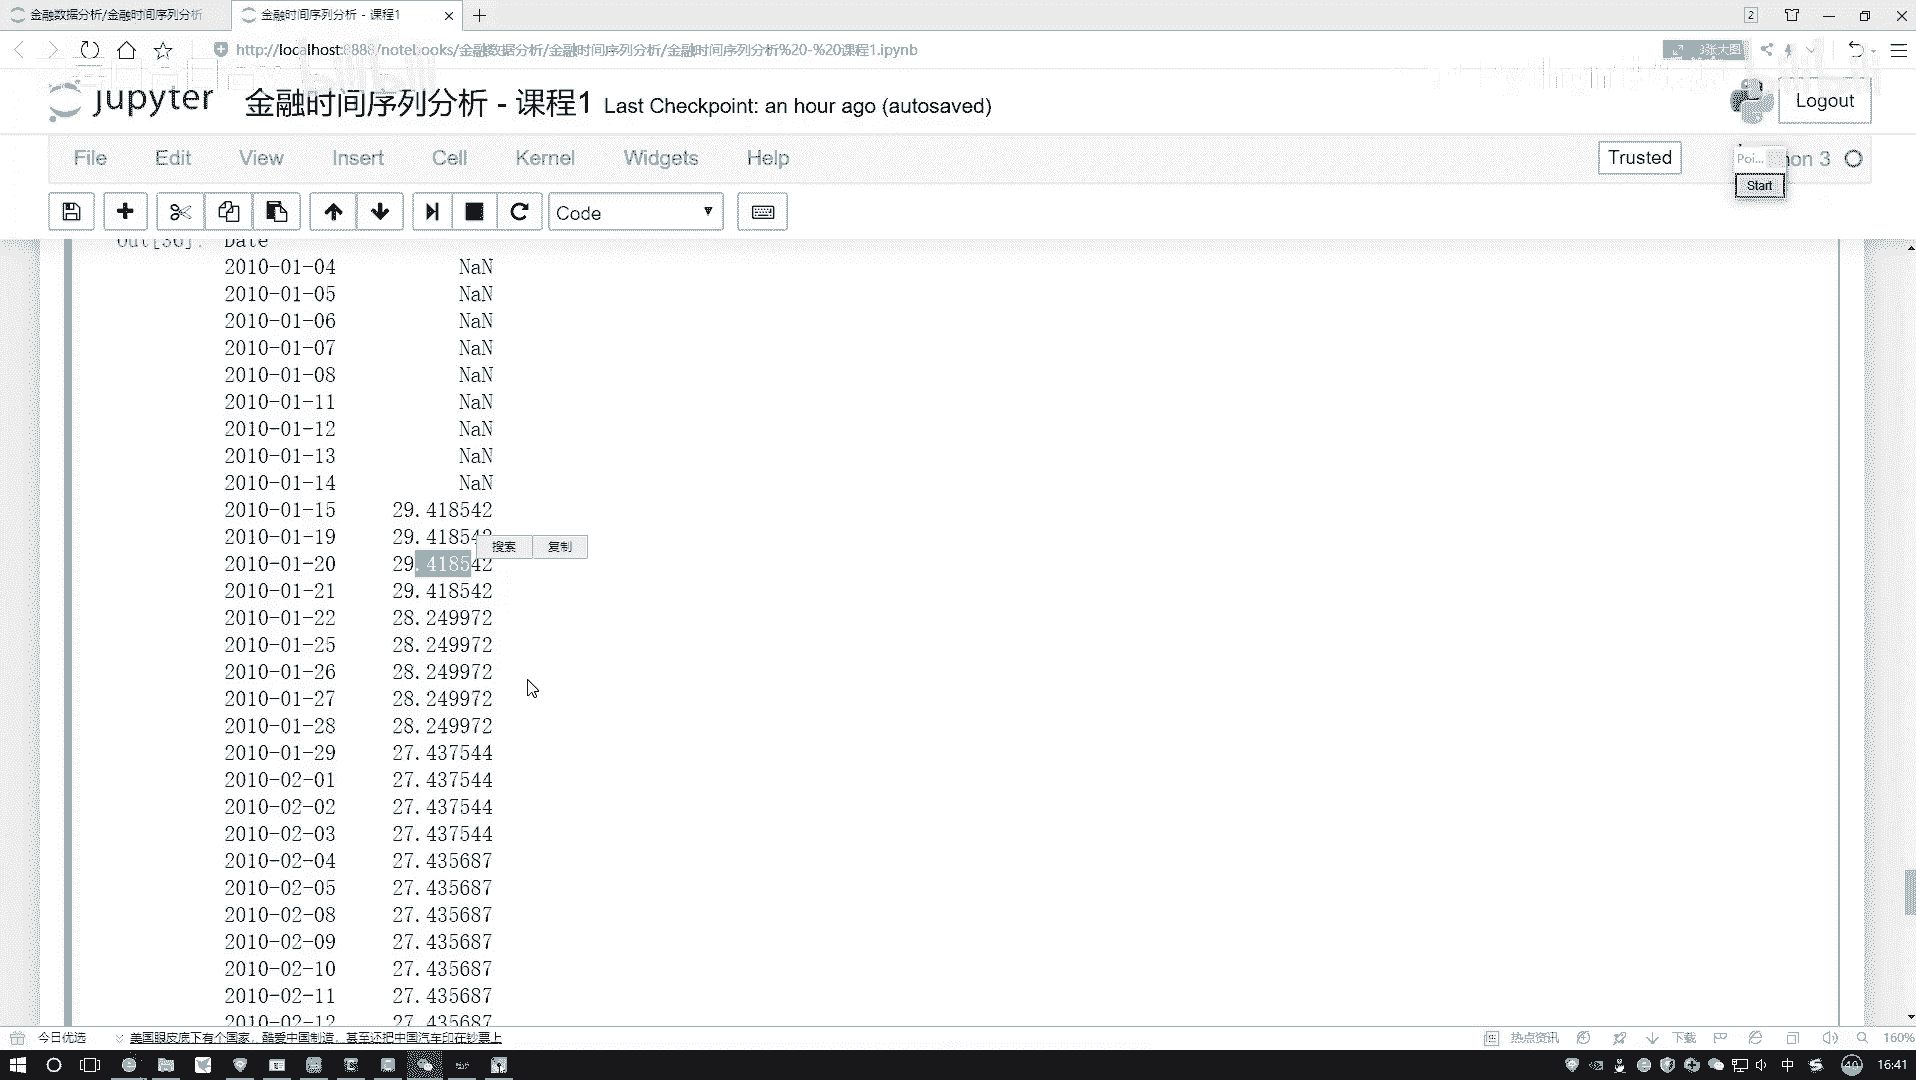 金融数据分析/金融时间序列分析
金融时间序列分析 - 课程1
2
http://localhost:8888/notebooks/金融数据分析/金融时间序列分析/金融时间序列分析%20-%20课程1.ipynb
张大图
jupyter
金融时间序列分析 - 课程1 Last Checkpoint: an hour ago (autosaved)
Logout
File Edit View Insert Cell Kernel Widgets Help
Trusted
Poi...
Start
Code
Out[36]: Date
2010-01-04 NaN
2010-01-05 NaN
2010-01-06 NaN
2010-01-07 NaN
2010-01-08 NaN
2010-01-11 NaN
2010-01-12 NaN
2010-01-13 NaN
2010-01-14 NaN
2010-01-15 29.418542
2010-01-19 29.418542
搜索 复制
2010-01-20 29.418542
2010-01-21 29.418542
2010-01-22 28.249972
2010-01-25 28.249972
2010-01-26 28.249972
2010-01-27 28.249972
2010-01-28 28.249972
2010-01-29 27.437544
2010-02-01 27.437544
2010-02-02 27.437544
2010-02-03 27.437544
2010-02-04 27.435687
2010-02-05 27.435687
2010-02-08 27.435687
2010-02-09 27.435687
2010-02-10 27.435687
2010-02-11 27.435687
2010-02-12 27.435687
今日优选
美国眼皮底下有个国家，酷爱中国制造，甚至还把中国汽车印在钞票上
热点资讯
下载
160%
中
16:41